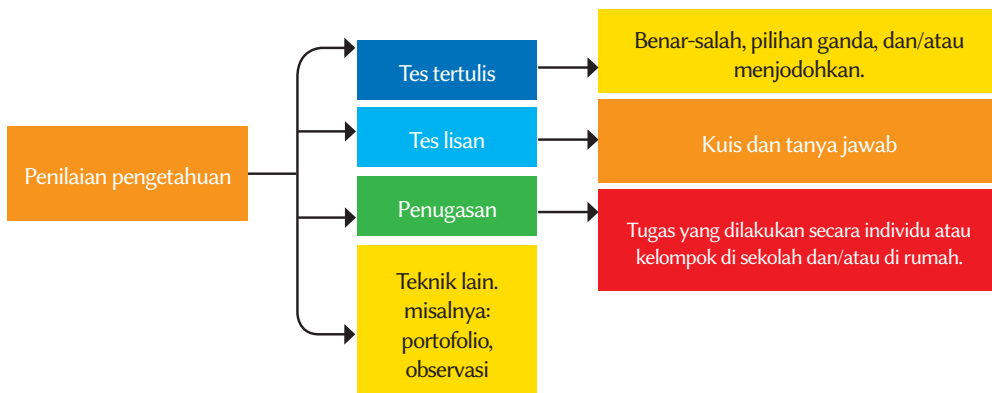 Penilaian pengetahuan
Tes tertulis
Benar-salah, pilihan ganda, dan/atau
menjodohkan.
Tes lisan
Kuis dan tanya jawab
Penugasan
Tugas yang dilakukan secara individu atau
kelompok di sekolah dan/atau di rumah.
Teknik lain.
misalnya:
portofolio,
observasi